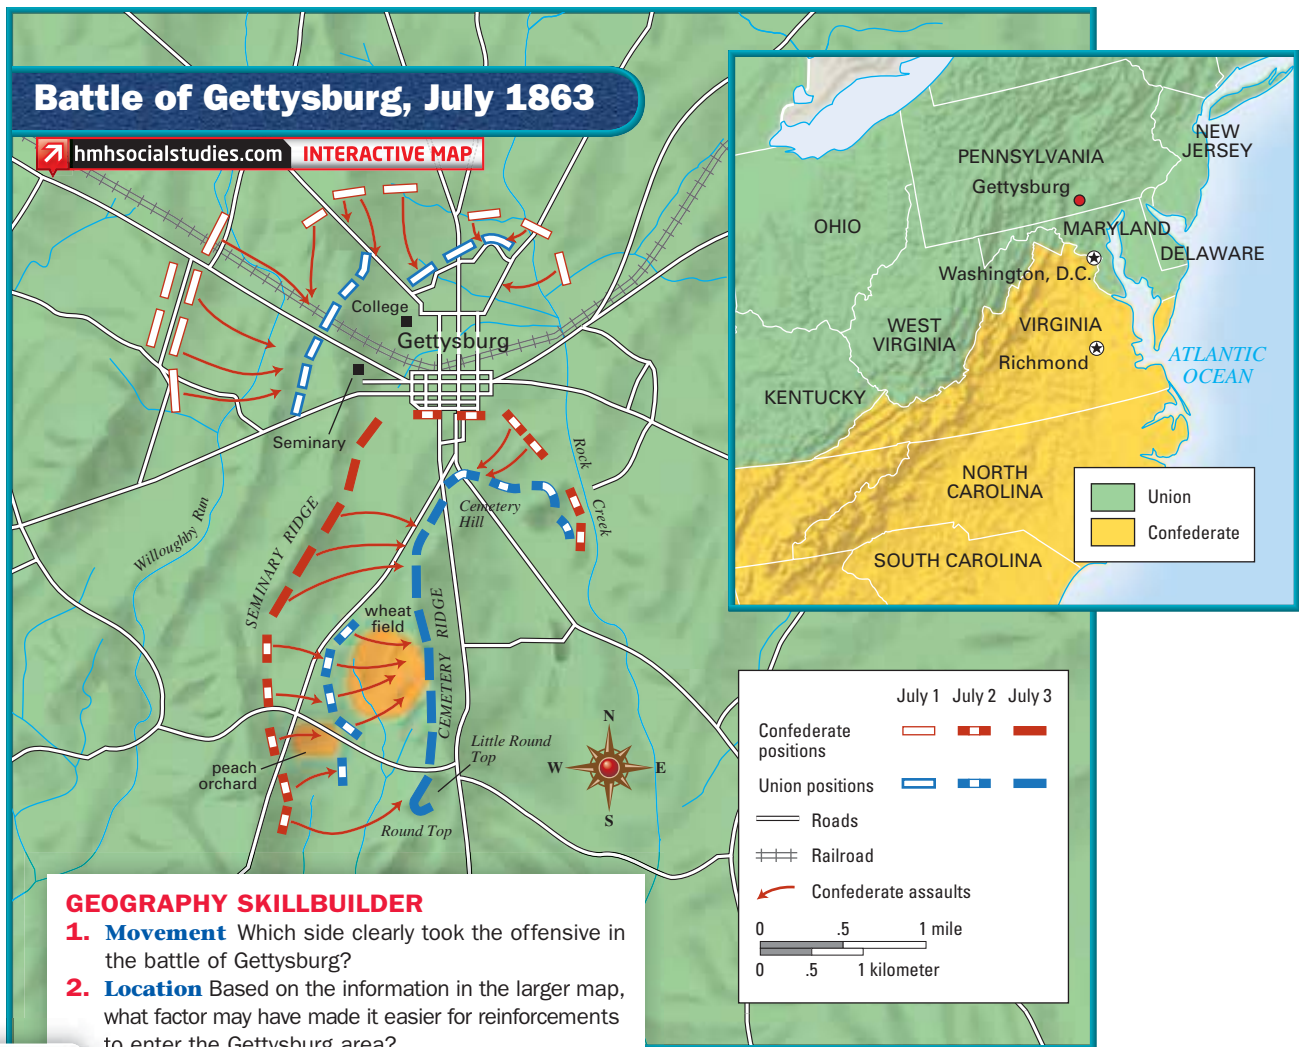 Battle of Gettysburg, July 1863
hmhsocialstudies.com INTERACTIVE MAP
College
Gettysburg
Seminary
Rock
Creek
Cemetery
Hill
Willoughby Run
SEMINARY RIDGE
wheat
field
CEMETERY RIDGE
peach
orchard
Little Round
Top
Round Top
N
W
E
S
NEW
JERSEY
PENNSYLVANIA
Gettysburg
OHIO
MARYLAND
DELAWARE
Washington, D.C.
WEST
VIRGINIA
VIRGINIA
Richmond
ATLANTIC
OCEAN
KENTUCKY
NORTH
CAROLINA
SOUTH CAROLINA
Union
Confederate
July 1 July 2 July 3
Confederate
positions
Union positions
Roads
Railroad
Confederate assaults
0 .5 1 mile
0 .5 1 kilometer
GEOGRAPHY SKILLBUILDER
1. Movement Which side clearly took the offensive in
the battle of Gettysburg?
2. Location Based on the information in the larger map,
what factor may have made it easier for reinforcements
to enter the Gettysburg area?